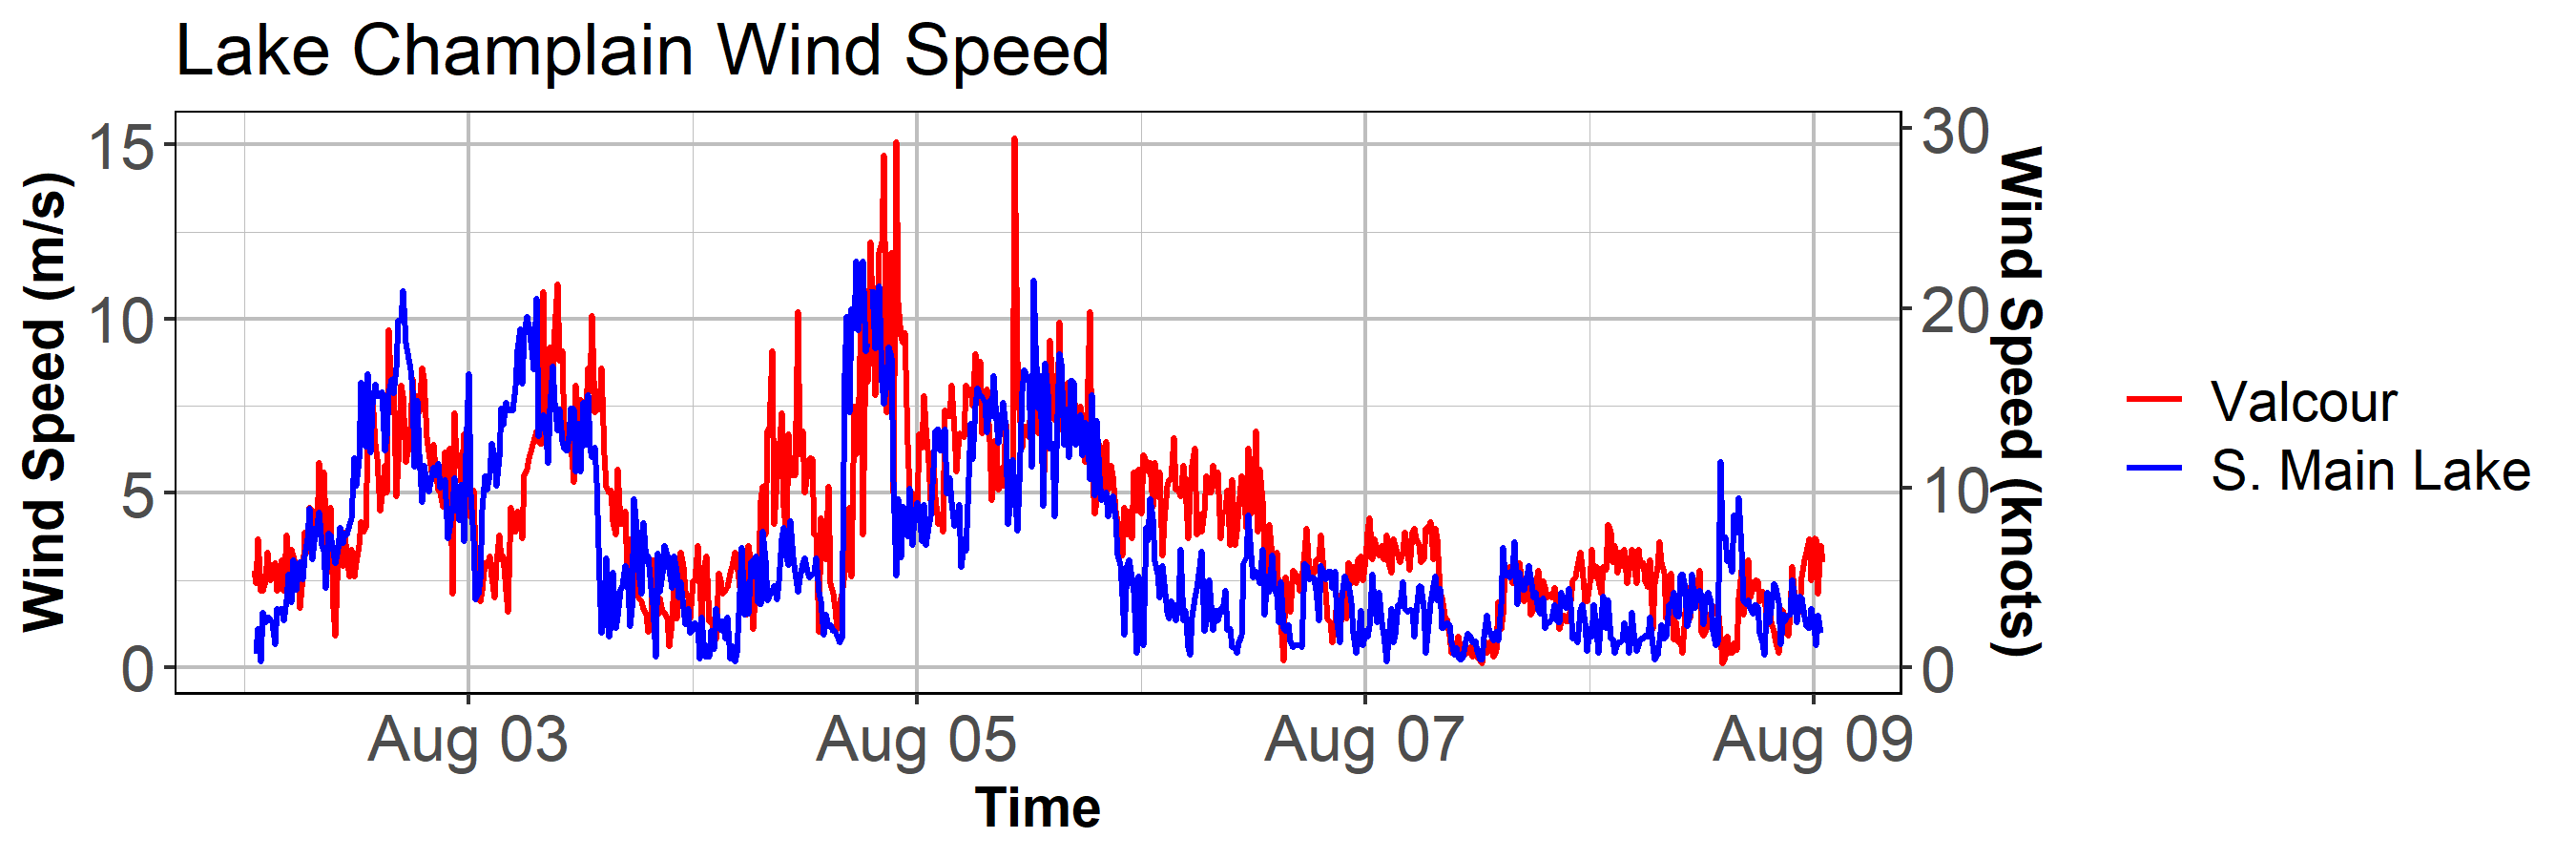 Lake Champlain Wind Speed
Wind Speed (m/s)
15
10
5
0
30
20
10
0
Wind Speed (knots)
Aug 03
Aug 05
Aug 07
Aug 09
Time
Valcour
S. Main Lake